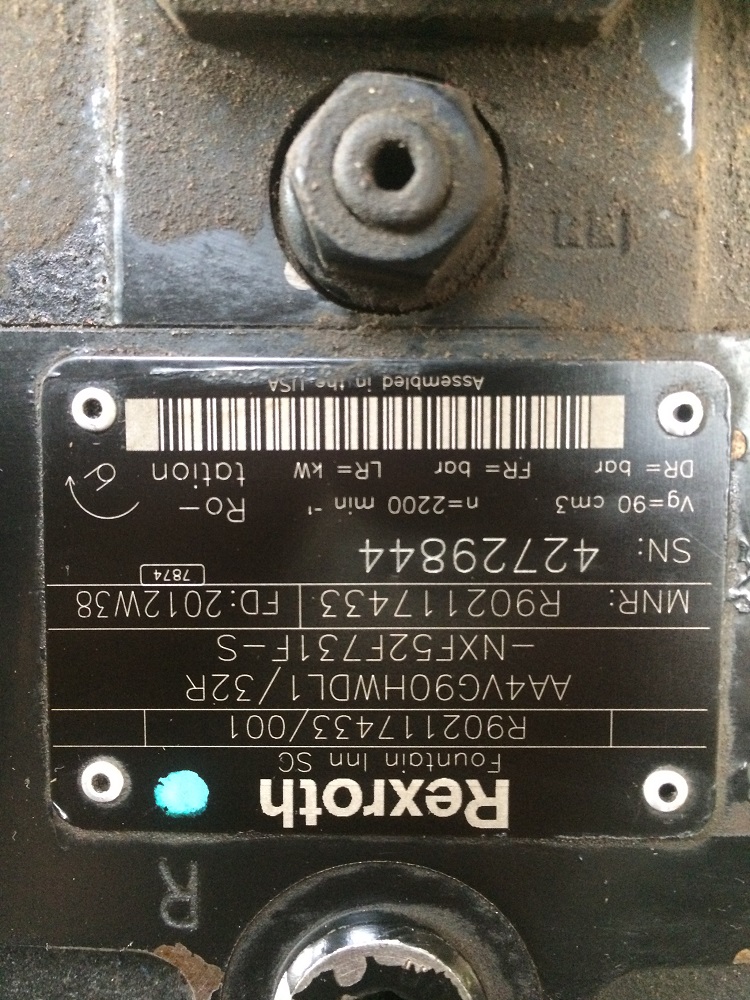 Rexroth
Fountain Inn SC
R902117433/001
AA4VG90HWDL1/32R
-NXF52F731F-S
MNR: R902117433 FD:2012W38
SN: 42729844 7874
Vg=90 cm3 n=2200 min⁻¹ Ro-
DR= bar FR= bar LR= kW tation
Assembled in the USA
R